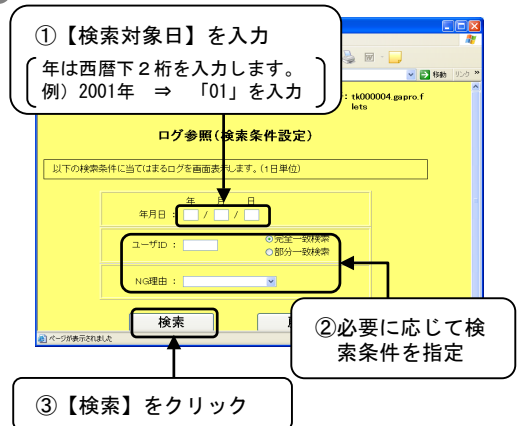 ①【検索対象日】を入力
年は西暦下２桁を入力します。
例）2001年　⇒　「01」を入力
移動 リンク »
: tk000004.gapro.f
lets
ログ参照(検索条件設定)
以下の検索条件に当てはまるログを画面表示します。(1日単位)
年 月 日
年月日 : / /
ユーザID : ◎完全一致検索
○部分一致検索
NG理由 :
検索
②必要に応じて検
索条件を指定
ページが表示されました
③【検索】をクリック